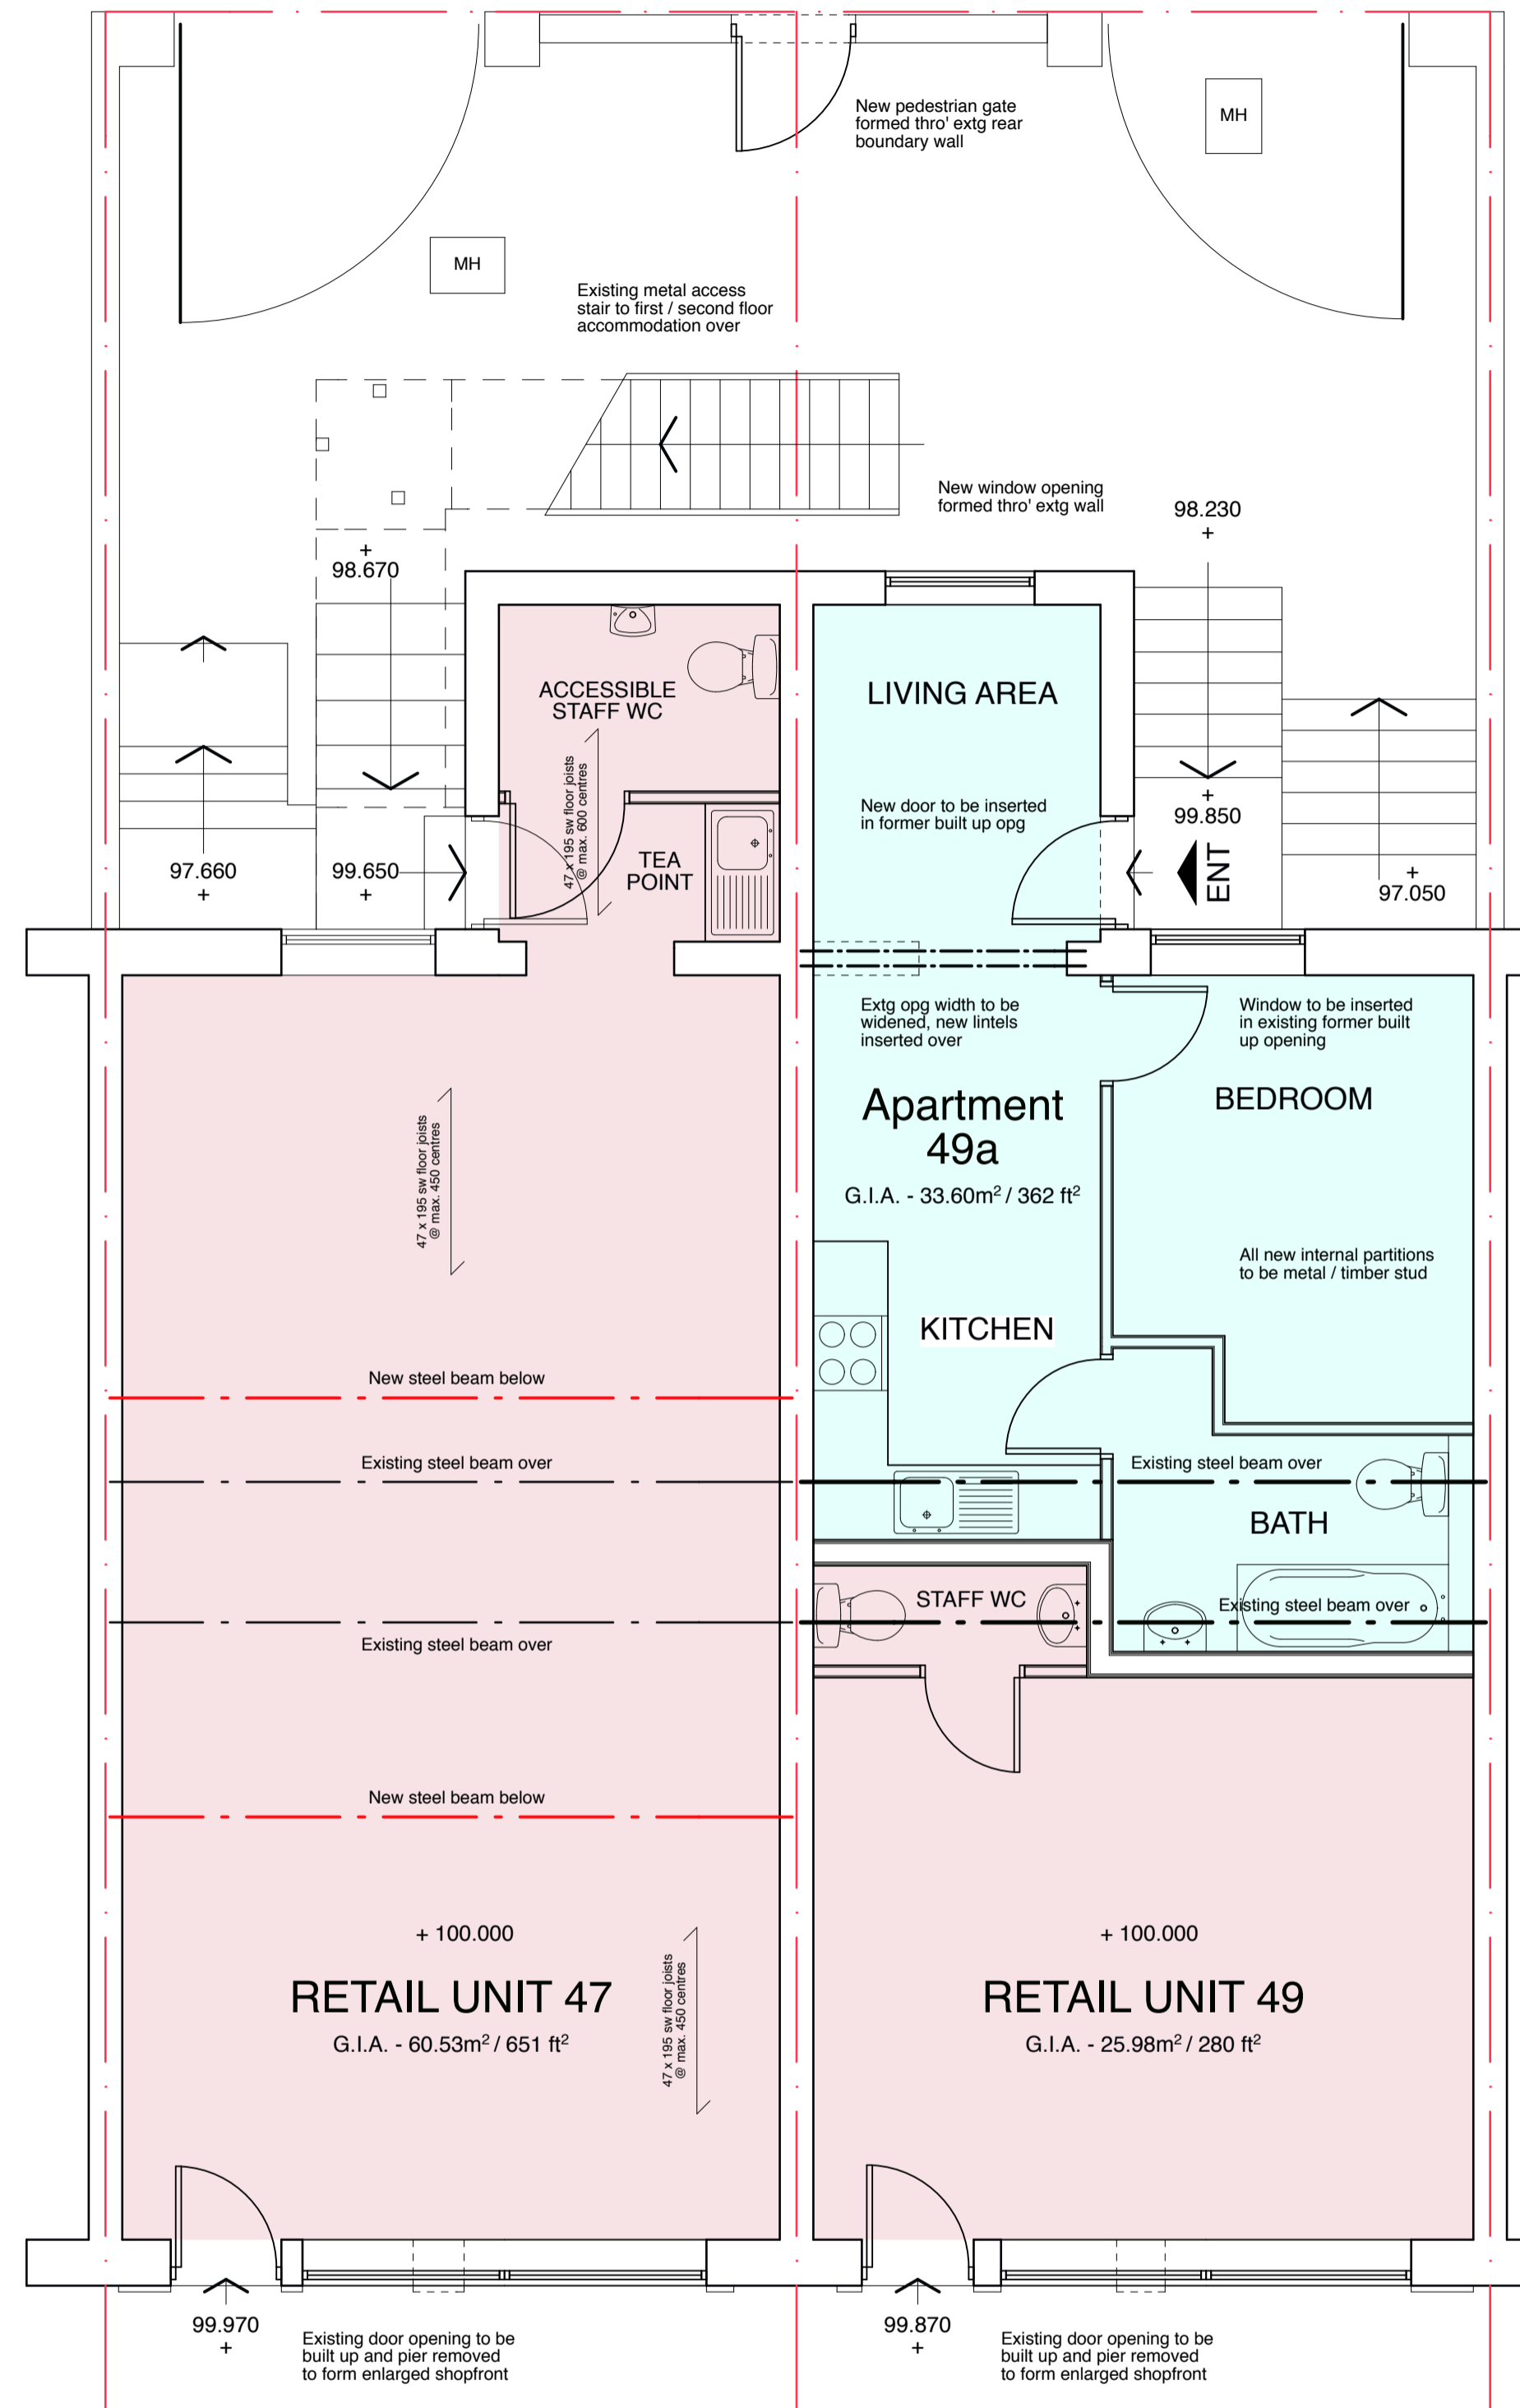 New pedestrian gate
formed thro' extg rear
boundary wall
MH
MH
Existing metal access
stair to first / second floor
accommodation over
New window opening
formed thro' extg wall
98.230
+
+
98.670
ACCESSIBLE
STAFF WC
LIVING AREA
47 x 195 sw floor joists
@ max. 600 centres
New door to be inserted
in former built up opg
+
99.850
ENT
TEA
POINT
97.660
+
99.650
+
+
97.050
Extg opg width to be
widened, new lintels
inserted over
Window to be inserted
in existing former built
up opening
47 x 195 sw floor joists
@ max. 450 centres
Apartment
49a
G.I.A. - 33.60m² / 362 ft²
BEDROOM
All new internal partitions
to be metal / timber stud
KITCHEN
New steel beam below
Existing steel beam over
Existing steel beam over
BATH
STAFF WC
Existing steel beam over
Existing steel beam over
New steel beam below
+ 100.000
RETAIL UNIT 47
G.I.A. - 60.53m² / 651 ft²
47 x 195 sw floor joists
@ max. 450 centres
+ 100.000
RETAIL UNIT 49
G.I.A. - 25.98m² / 280 ft²
99.970
+
Existing door opening to be
built up and pier removed
to form enlarged shopfront
99.870
+
Existing door opening to be
built up and pier removed
to form enlarged shopfront